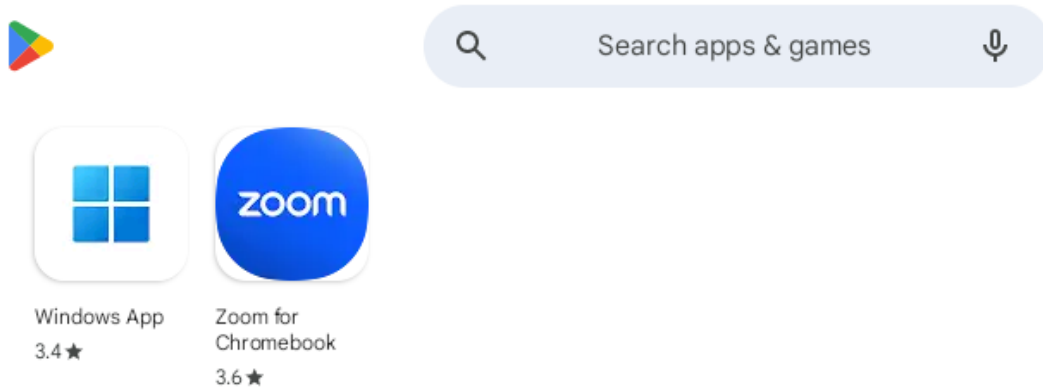 Search apps & games
zoom
Windows App
3.4★
Zoom for
Chromebook
3.6★